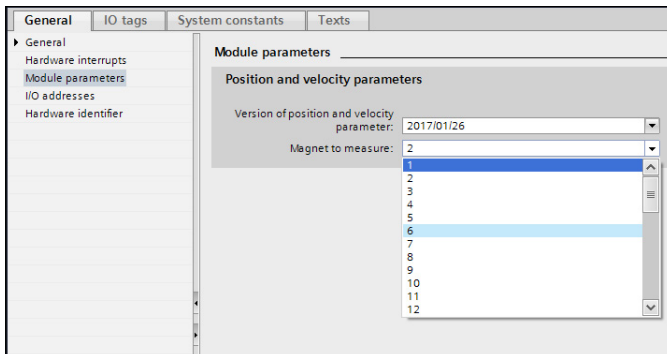 General
IO tags
System constants
Texts
General
Hardware interrupts
Module parameters
I/O addresses
Hardware identifier
Module parameters
Position and velocity parameters
Version of position and velocity
parameter: 2017/01/26
Magnet to measure: 2
1
2
3
4
5
6
7
8
9
10
11
12